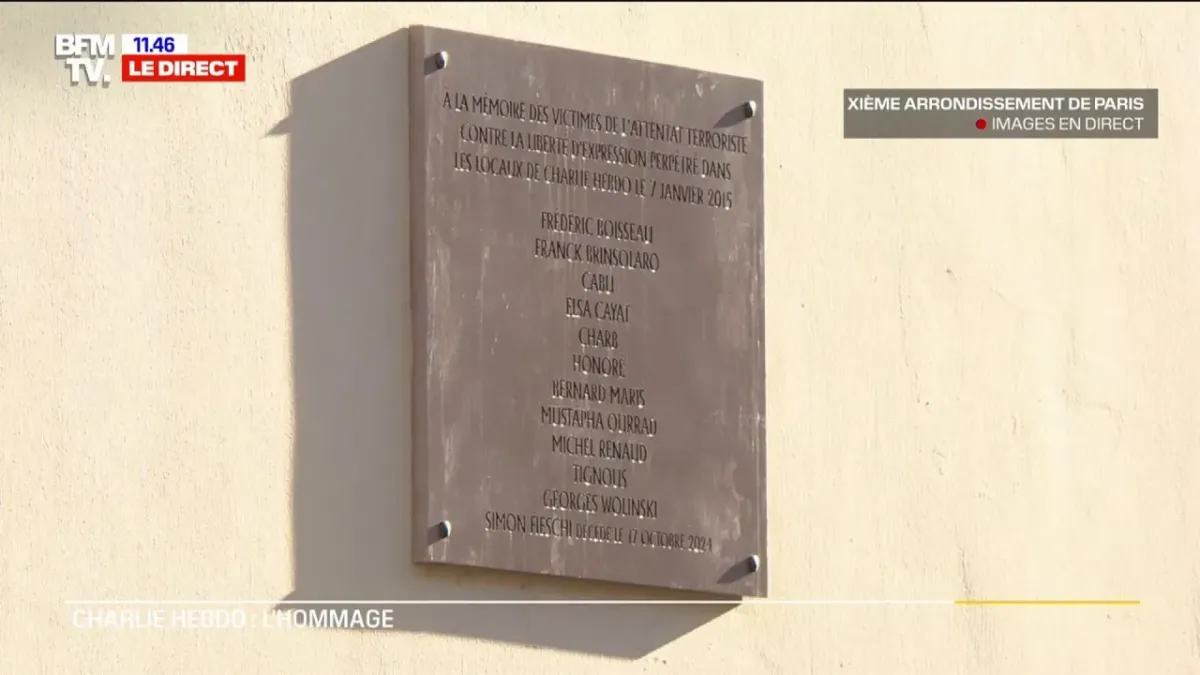 BFM
TV.
11.46
LE DIRECT
XIÈME ARRONDISSEMENT DE PARIS
IMAGES EN DIRECT
À LA MÉMOIRE DES VICTIMES DE L'ATTENTAT TERRORISTE
CONTRE LA LIBERTÉ D'EXPRESSION PERPÉTRÉ DANS
LES LOCAUX DE CHARLIE HEBDO LE 7 JANVIER 2015
FRÉDÉRIC BOISSEAU
FRANCK BRINSOLARO
CABU
ELSA CAYAT
CHARB
HONORÉ
BERNARD MARIS
MUSTAPHA OURRAD
MICHEL RENAUD
TIGNOUS
GEORGES WOLINSKI
SIMON FIESCHI DÉCÉDÉ LE 17 OCTOBRE 2024
CHARLIE HEBDO : L'HOMMAGE